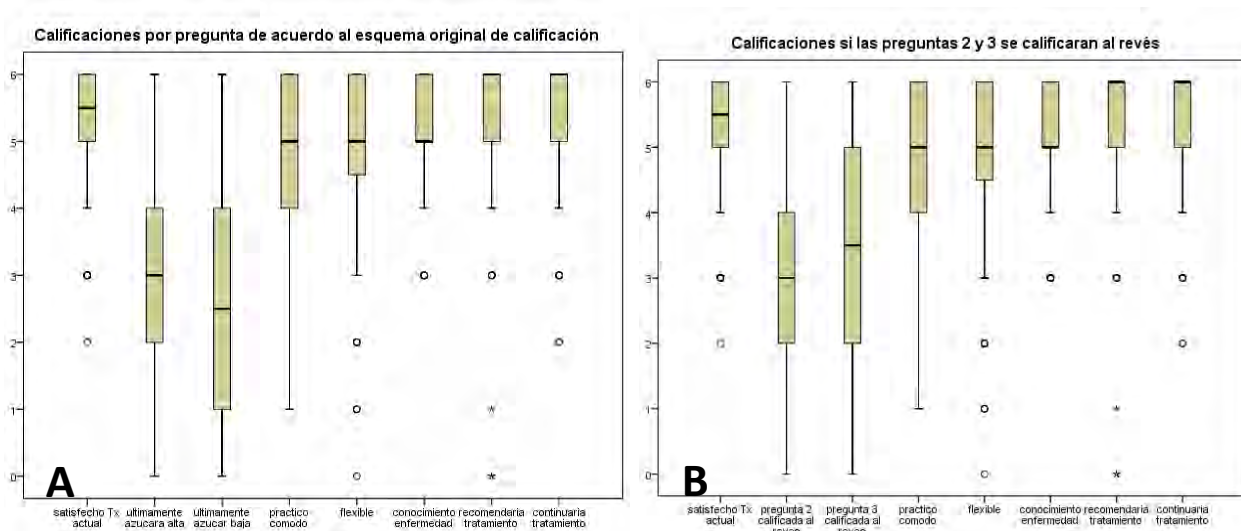 Calificaciones por pregunta de acuerdo al esquema original de calificación
6
5
4
3
2
1
0
A
satisfecho Tx actual
ultimamente azucara alta
ultimamente azucar baja
practico comodo
flexible
conocimiento enfermedad
recomendaria tratamiento
continuaria tratamiento
Calificaciones si las preguntas 2 y 3 se calificaran al revés
6
5
4
3
2
1
0
B
satisfecho Tx actual
pregunta 2 calificada al
pregunta 3 calificada al
practico comodo
flexible
conocimiento enfermedad
recomendaria tratamiento
continuaria tratamiento